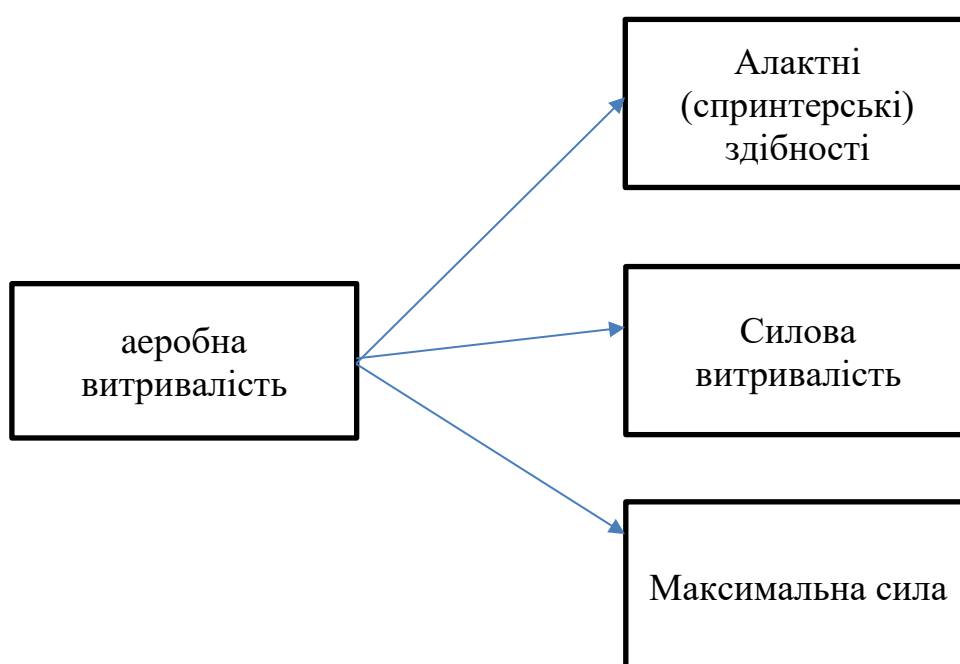 аеробна
витривалість
Алактні
(спринтерські)
здібності
Силова
витривалість
Максимальна сила